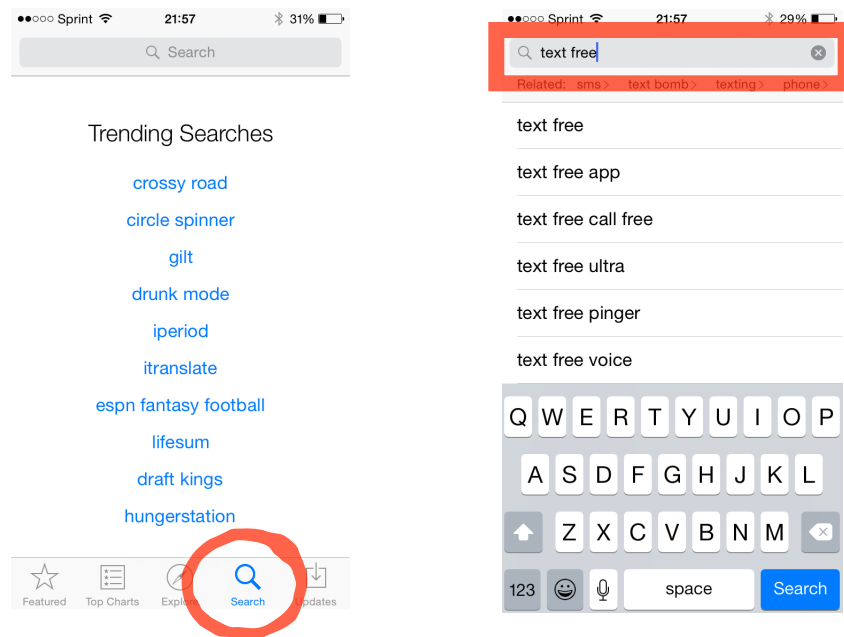 Sprint 21:57 31%
Search
Trending Searches
crossy road
circle spinner
gilt
drunk mode
iperiod
itranslate
espn fantasy football
lifesum
draft kings
hungerstation
Featured Top Charts Explore Search Updates
Sprint 21:57 29%
text free
Related: sms > text bomb > texting > phone >
text free
text free app
text free call free
text free ultra
text free pinger
text free voice
Q W E R T Y U I O P
A S D F G H J K L
Z X C V B N M
123 space Search